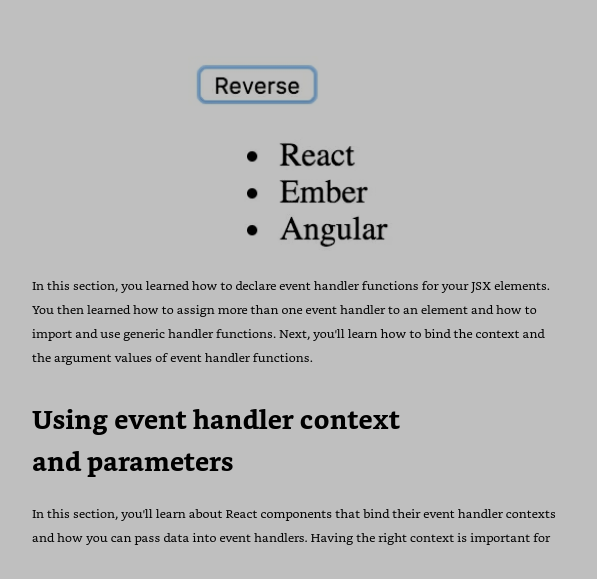 Reverse
• React
• Ember
• Angular
In this section, you learned how to declare event handler functions for your JSX elements.
You then learned how to assign more than one event handler to an element and how to
import and use generic handler functions. Next, you'll learn how to bind the context and
the argument values of event handler functions.
Using event handler context
and parameters
In this section, you'll learn about React components that bind their event handler contexts
and how you can pass data into event handlers. Having the right context is important for